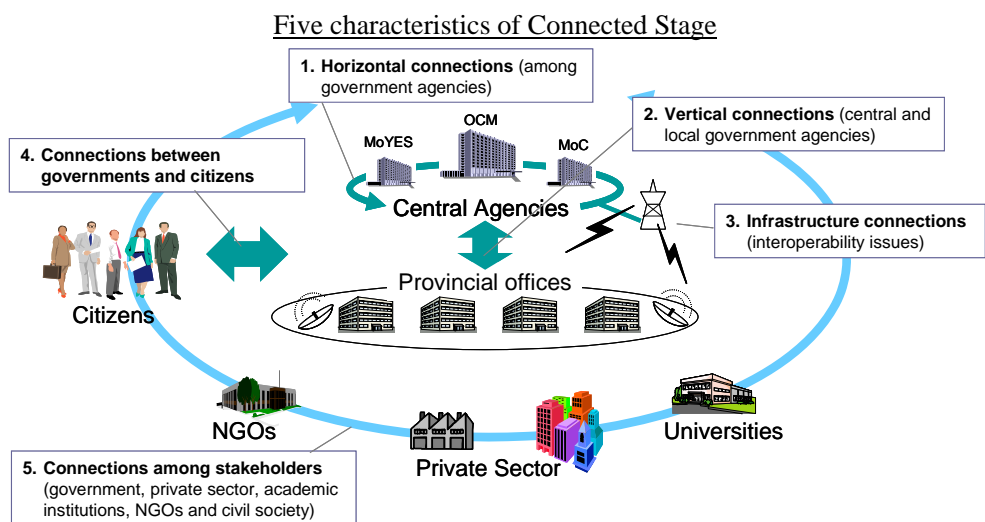 Five characteristics of Connected Stage
1. Horizontal connections (among
government agencies)
2. Vertical connections (central and
local government agencies)
OCM
MoYES
MoC
4. Connections between
governments and citizens
Central Agencies
3. Infrastructure connections
(interoperability issues)
Provincial offices
Citizens
NGOs
Universities
Private Sector
5. Connections among stakeholders
(government, private sector, academic
institutions, NGOs and civil society)